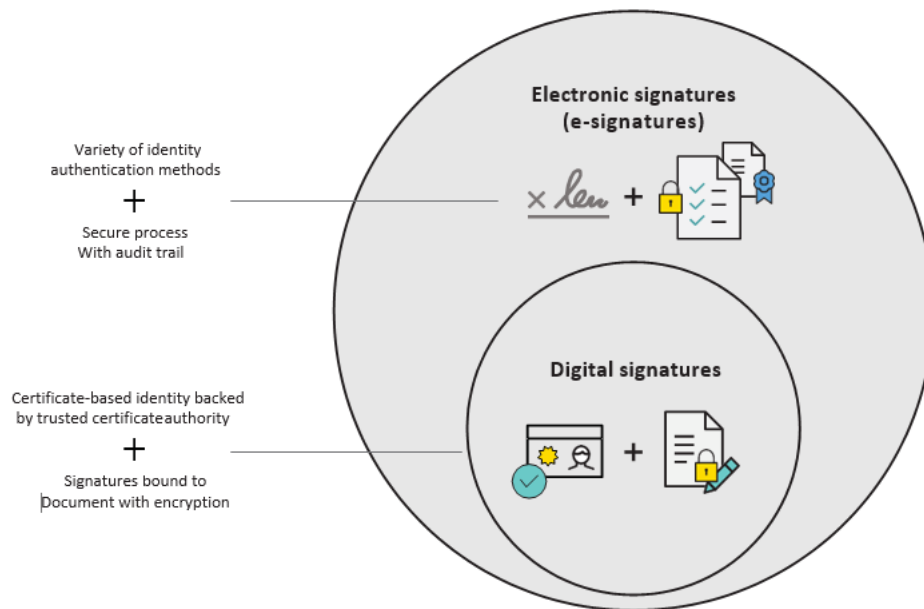 Electronic signatures
(e-signatures)
Variety of identity
authentication methods
+
Secure process
With audit trail
× len +
Digital signatures
Certificate-based identity backed
by trusted certificateauthority
+
Signatures bound to
Document with encryption
+